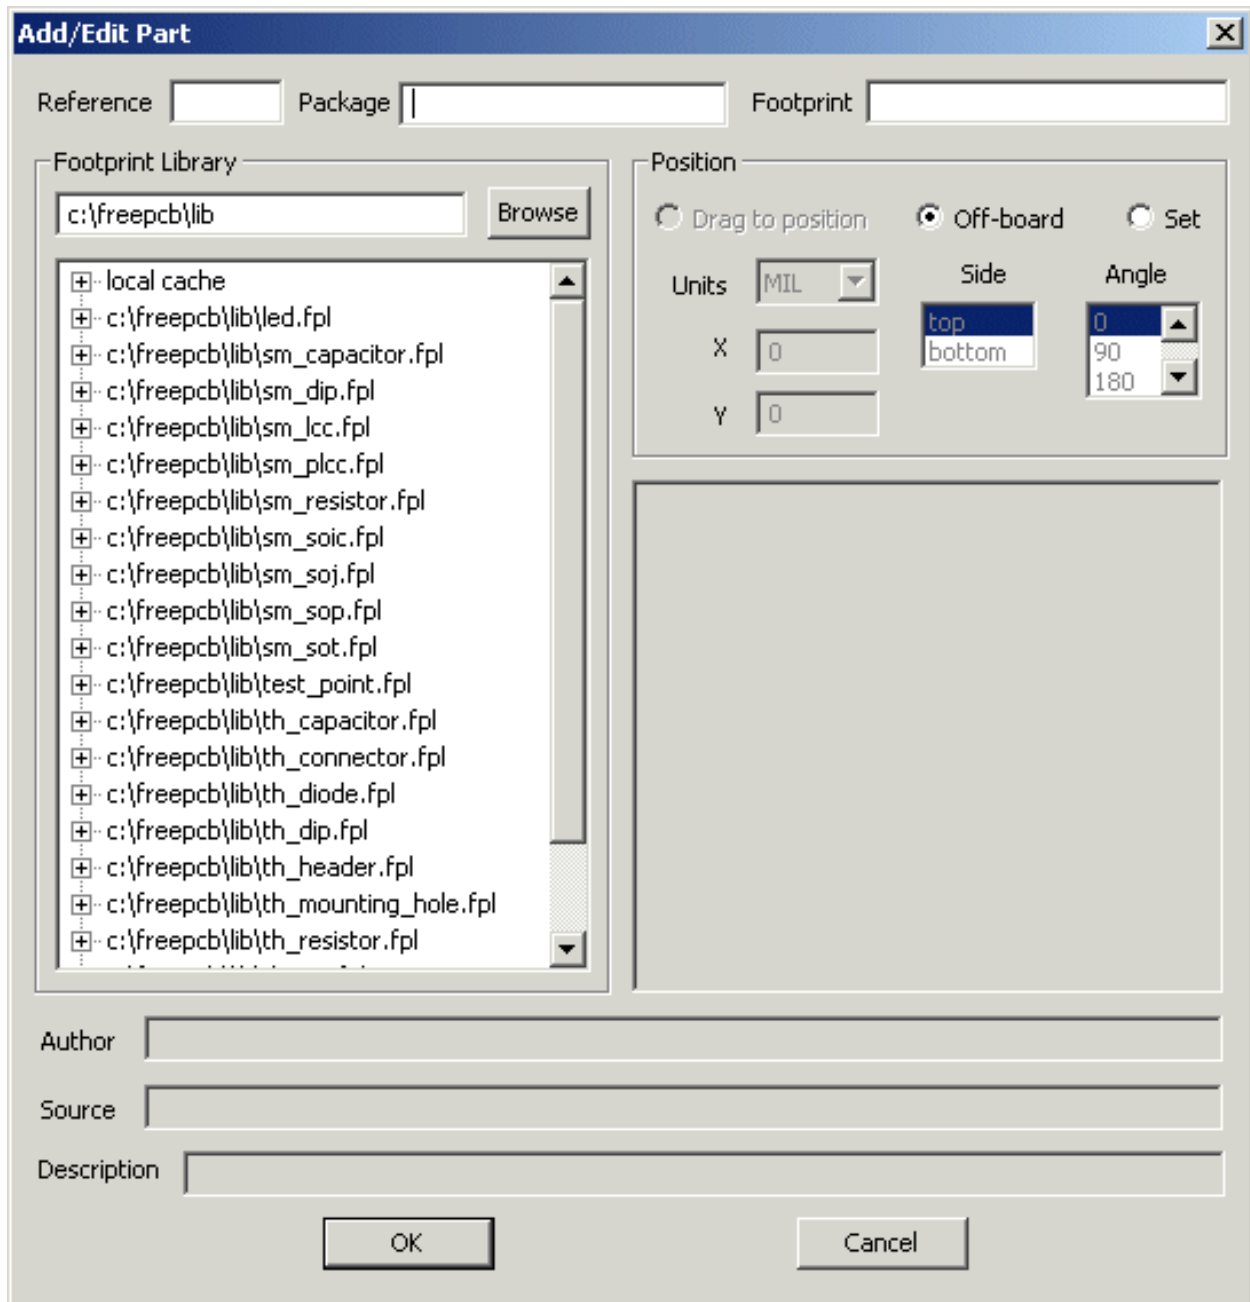 Add/Edit Part
Reference Package Footprint
Footprint Library
c:\freepcb\lib Browse
local cache
c:\freepcb\lib\led.fpl
c:\freepcb\lib\sm_capacitor.fpl
c:\freepcb\lib\sm_dip.fpl
c:\freepcb\lib\sm_lcc.fpl
c:\freepcb\lib\sm_plcc.fpl
c:\freepcb\lib\sm_resistor.fpl
c:\freepcb\lib\sm_soic.fpl
c:\freepcb\lib\sm_soj.fpl
c:\freepcb\lib\sm_sop.fpl
c:\freepcb\lib\sm_sot.fpl
c:\freepcb\lib\test_point.fpl
c:\freepcb\lib\th_capacitor.fpl
c:\freepcb\lib\th_connector.fpl
c:\freepcb\lib\th_diode.fpl
c:\freepcb\lib\th_dip.fpl
c:\freepcb\lib\th_header.fpl
c:\freepcb\lib\th_mounting_hole.fpl
c:\freepcb\lib\th_resistor.fpl
Position
Drag to position Off-board Set
Units MIL Side Angle
X 0 top 0
bottom 90
180
Y 0
Author
Source
Description
OK Cancel